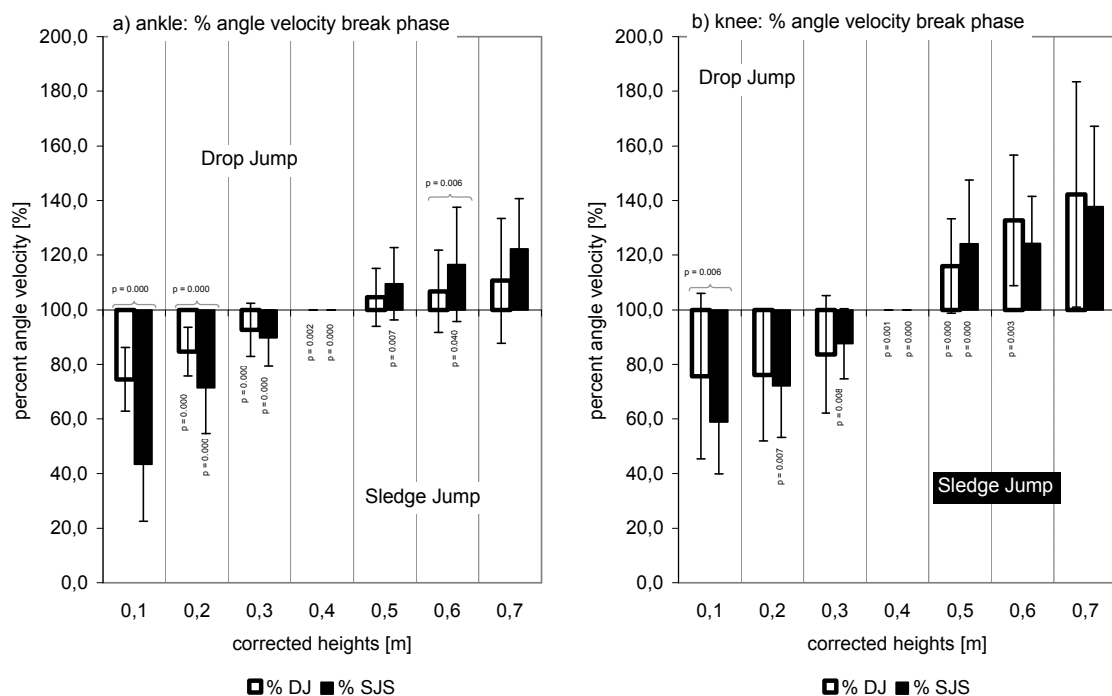 a) ankle: % angle velocity break phase
200,0
180,0
160,0
140,0
120,0
100,0
80,0
60,0
40,0
20,0
0,0
percent angle velocity [%]
Drop Jump
p = 0.006
p = 0.000
p = 0.000
p = 0.000
p = 0.000
p = 0.000
p = 0.000
p = 0.002
p = 0.000
p = 0.007
p = 0.040
Sledge Jump
0,1 0,2 0,3 0,4 0,5 0,6 0,7
corrected heights [m]
% DJ % SJS
b) knee: % angle velocity break phase
200,0
180,0
160,0
140,0
120,0
100,0
80,0
60,0
40,0
20,0
0,0
percent angle velocity [%]
Drop Jump
p = 0.006
p = 0.007
p = 0.008
p = 0.001
p = 0.000
p = 0.000
p = 0.000
p = 0.003
Sledge Jump
0,1 0,2 0,3 0,4 0,5 0,6 0,7
corrected heights [m]
% DJ % SJS